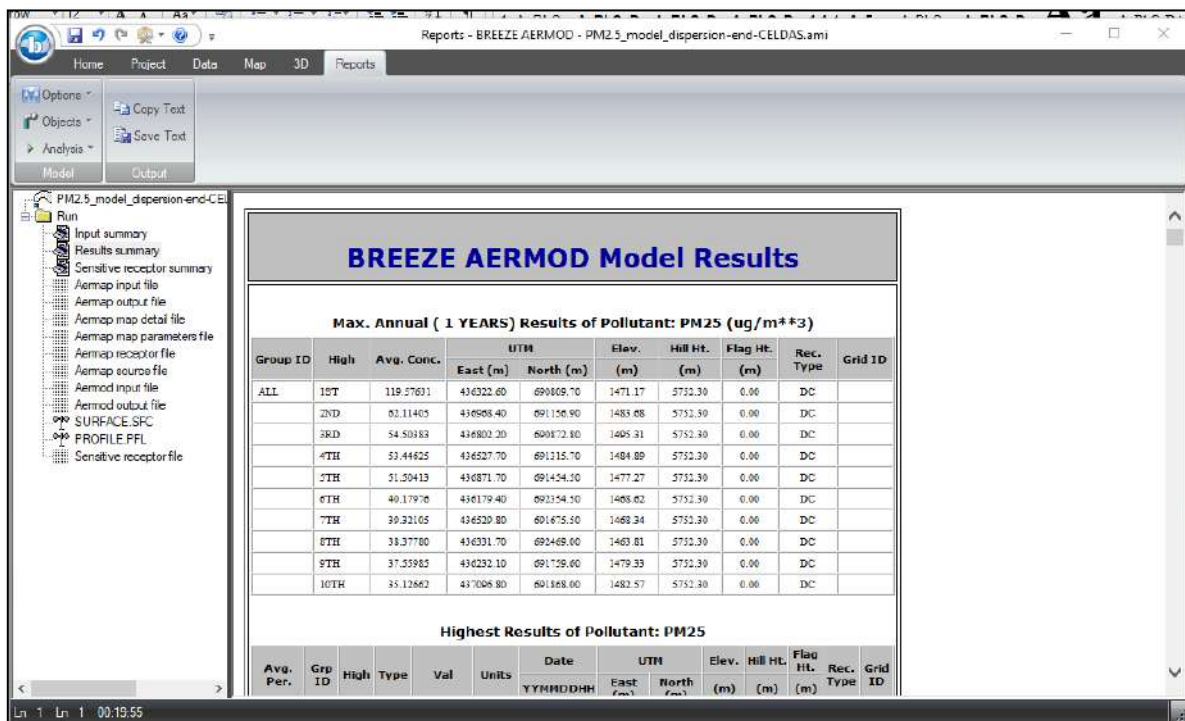 Reports - BREEZE AERMOD - PM2.5_model_dispersion-end-CELDAS.ami
Home Project Data Map 3D Reports
Options
Objects
Analysis
Model
Copy Text
Save Text
Output
PM2.5_model_dispersion-end-CEL
Run
Input summary
Results summary
Sensitive receptor summary
Aermap input file
Aermap output file
Aermap map detail file
Aermap map parameters file
Aermap receptor file
Aermap source file
Aermod input file
Aermod output file
SURFACE.SFC
PROFILE.PFL
Sensitive receptor file
BREEZE AERMOD Model Results
Max. Annual ( 1 YEARS) Results of Pollutant: PM25 (ug/m**3)
Group ID High Avg. Conc. UTM Elev. Hill Ht. Flag Ht. Rec. Type Grid ID
East (m) North (m) (m) (m) (m)
ALL 1ST 119.57631 436322.60 690809.70 1471.17 5752.30 0.00 DC
2ND 62.11405 436968.40 691156.90 1483.68 5752.30 0.00 DC
3RD 54.50383 436802.20 690872.80 1495.31 5752.30 0.00 DC
4TH 53.44625 436527.70 691315.70 1484.89 5752.30 0.00 DC
5TH 51.50413 436871.70 691454.50 1477.27 5752.30 0.00 DC
6TH 40.17976 436179.40 692354.50 1468.62 5752.30 0.00 DC
7TH 39.32105 436529.80 691675.50 1468.34 5752.30 0.00 DC
8TH 38.37780 436331.70 692469.00 1463.81 5752.30 0.00 DC
9TH 37.55985 436232.10 691759.60 1479.33 5752.30 0.00 DC
10TH 35.12662 437096.80 691868.00 1482.57 5752.30 0.00 DC
Highest Results of Pollutant: PM25
Avg. Per. Grp ID High Type Val Units Date UTM Elev. Hill Ht. Flag Ht. Rec. Type Grid ID
YYMMDDHH East North (m) (m) (m)
Ln 1 Ln 1 00:19:55